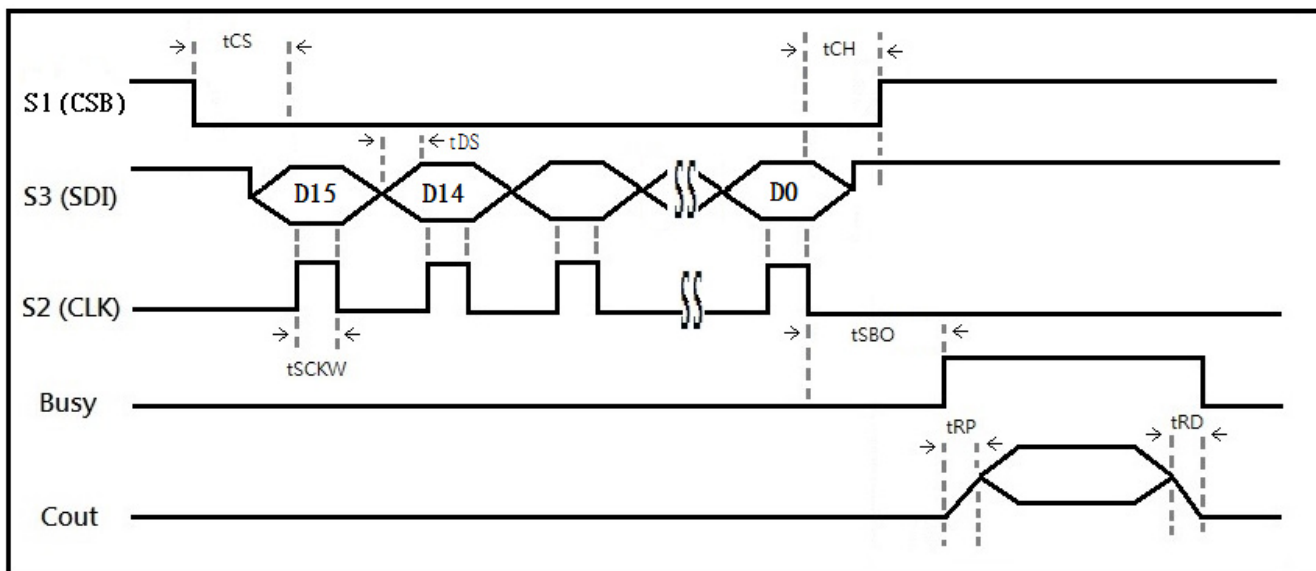 tCS
tCH
S1 (CSB)
tDS
S3 (SDI)
D15
D14
D0
S2 (CLK)
tSCKW
tSBO
Busy
tRP
tRD
Cout